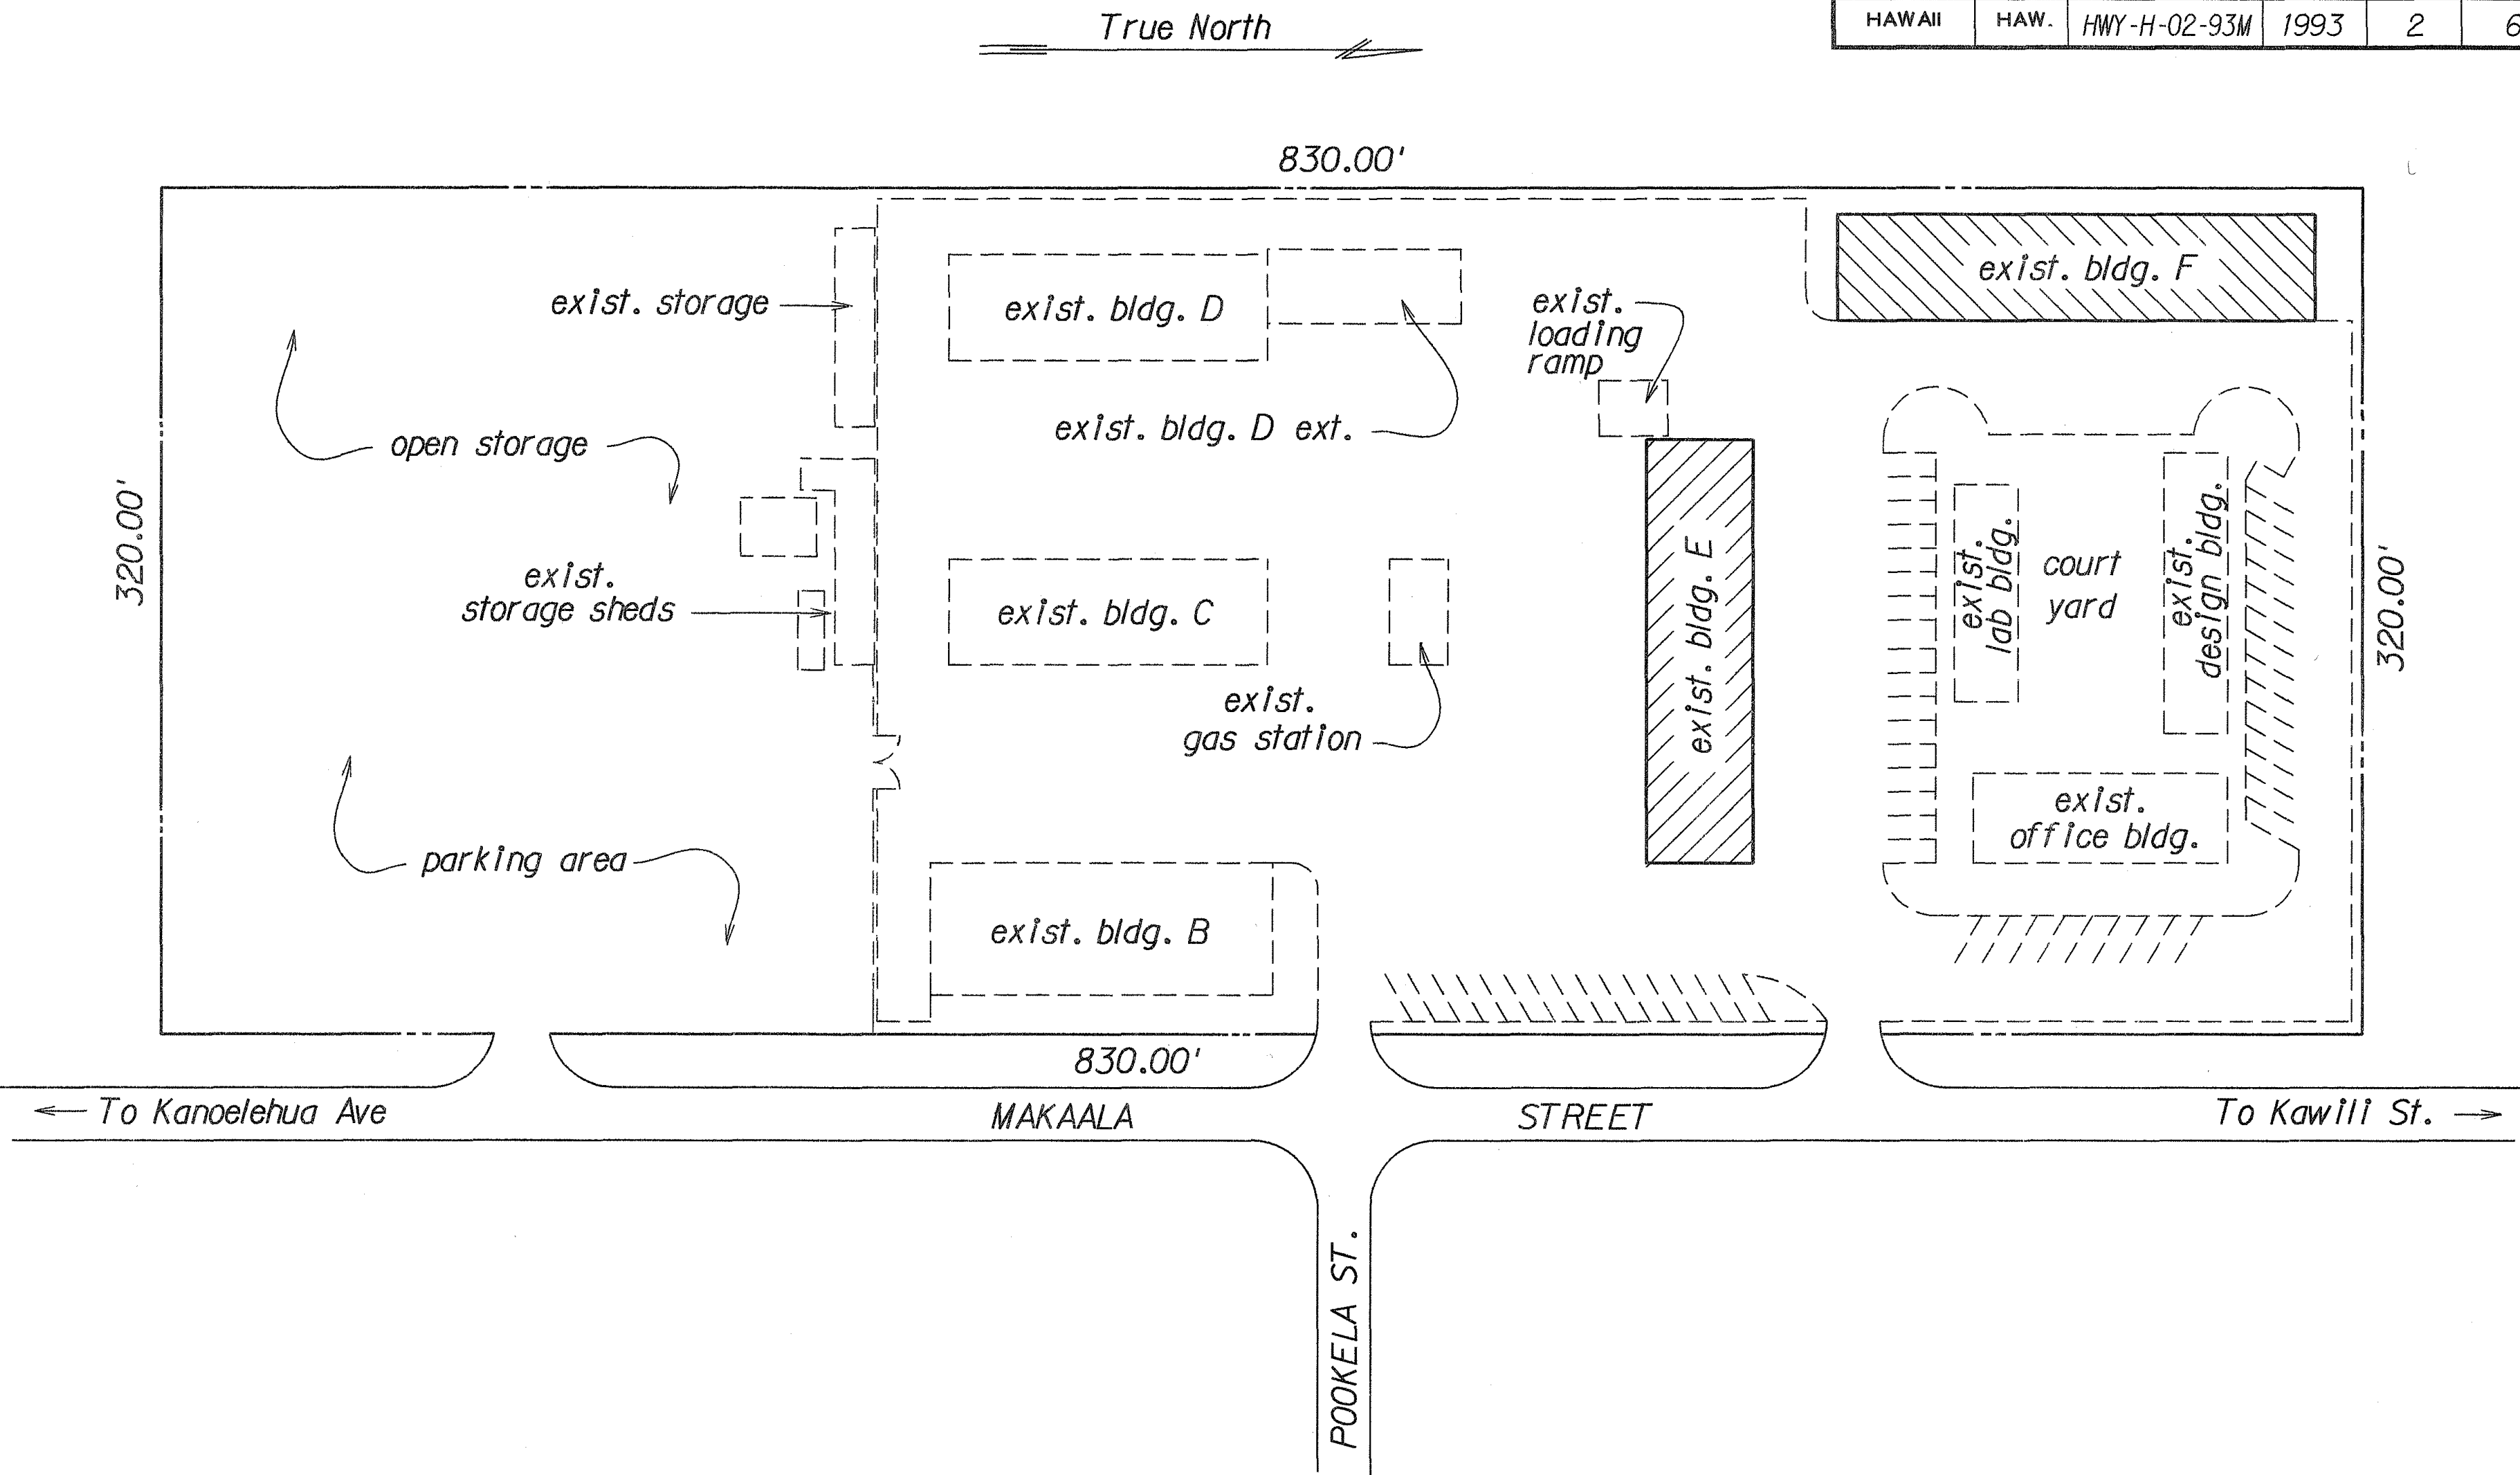 True North
HAWAII HAW. HWY-H-02-93M 1993 2 6
830.00'
exist. bldg. F
exist. storage
exist. bldg. D
exist.
loading
ramp
open storage
exist. bldg. D ext.
320.00'
exist.
storage sheds
exist. bldg. C
exist. bldg. E
exist.
lab bldg.
court
yard
exist.
design bldg.
320.00'
exist.
gas station
exist.
office bldg.
parking area
exist. bldg. B
830.00'
To Kanoelehua Ave
MAKAALA STREET
To Kawili St.
POOKELA ST.